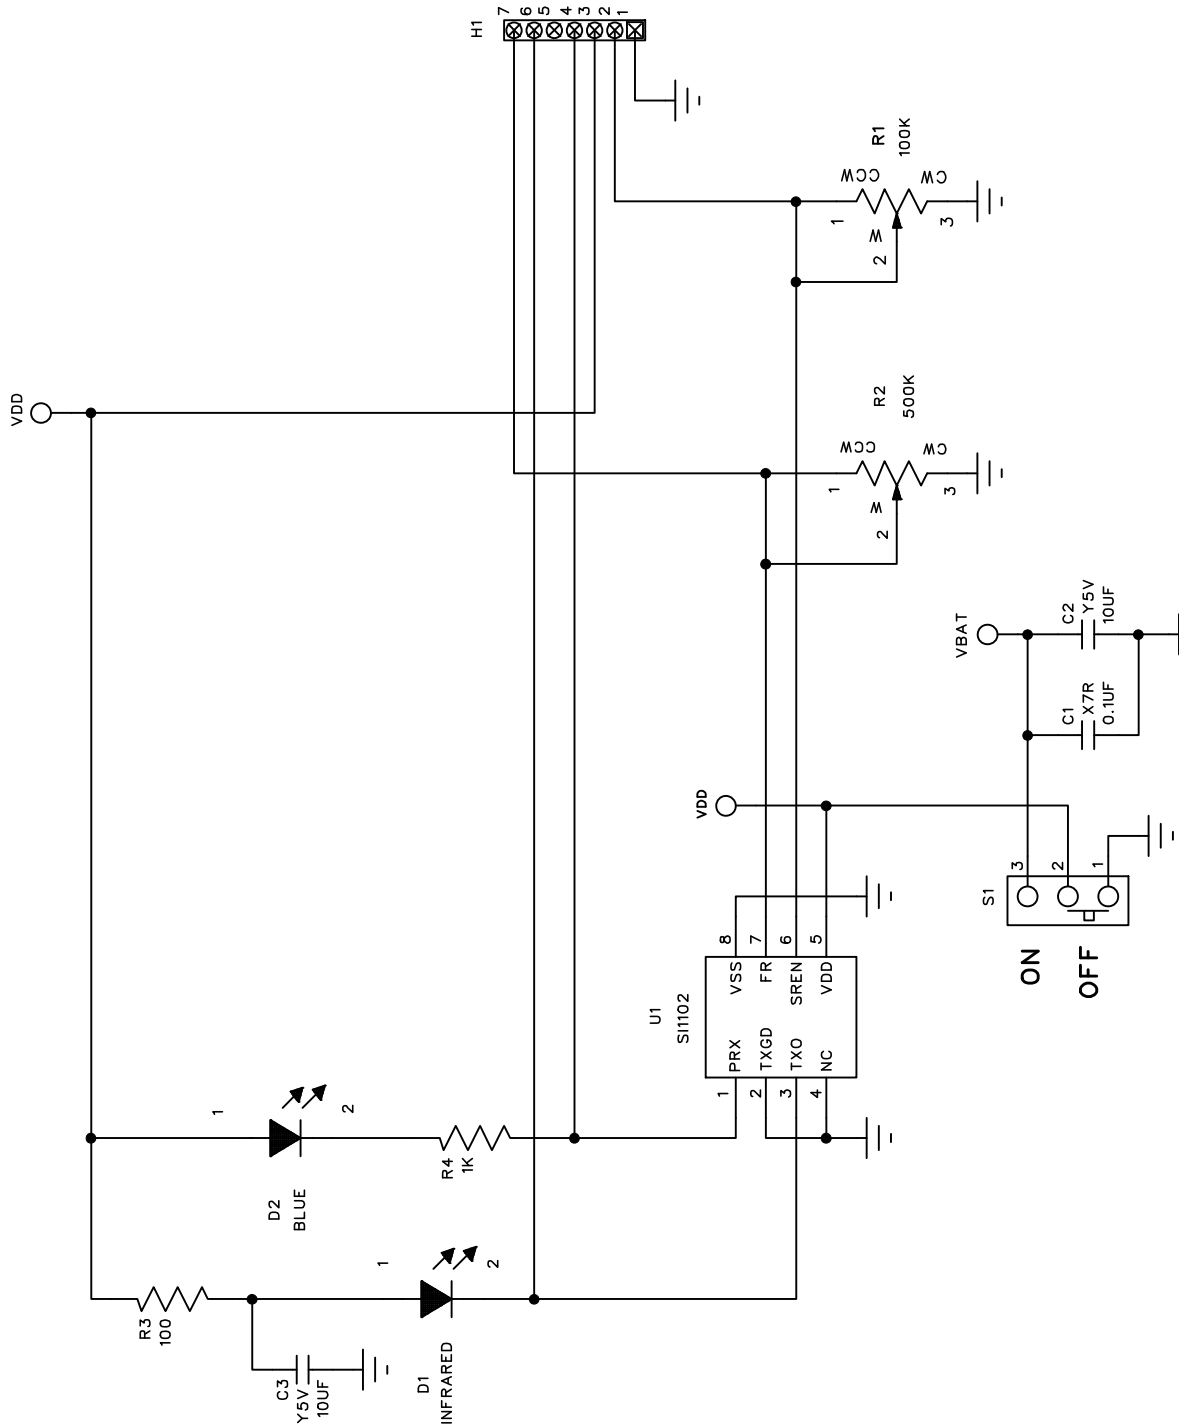 H1
7
6
5
4
3
2
1
R1
100K
CCW
CW
1
W
2
3
VDD
R2
500K
CCW
CW
1
W
2
3
VBAT
C2
Y5V
10UF
C1
X7R
0.1UF
VDD
S1
3
2
1
ON
OFF
U1
SI1102
8
7
6
5
VSS
FR
SREN
VDD
PRX
TXGD
TXO
NC
1
2
3
4
1
2
D2
BLUE
R4
1K
1
2
D1
INFRARED
R3
100
C3
Y5V
10UF